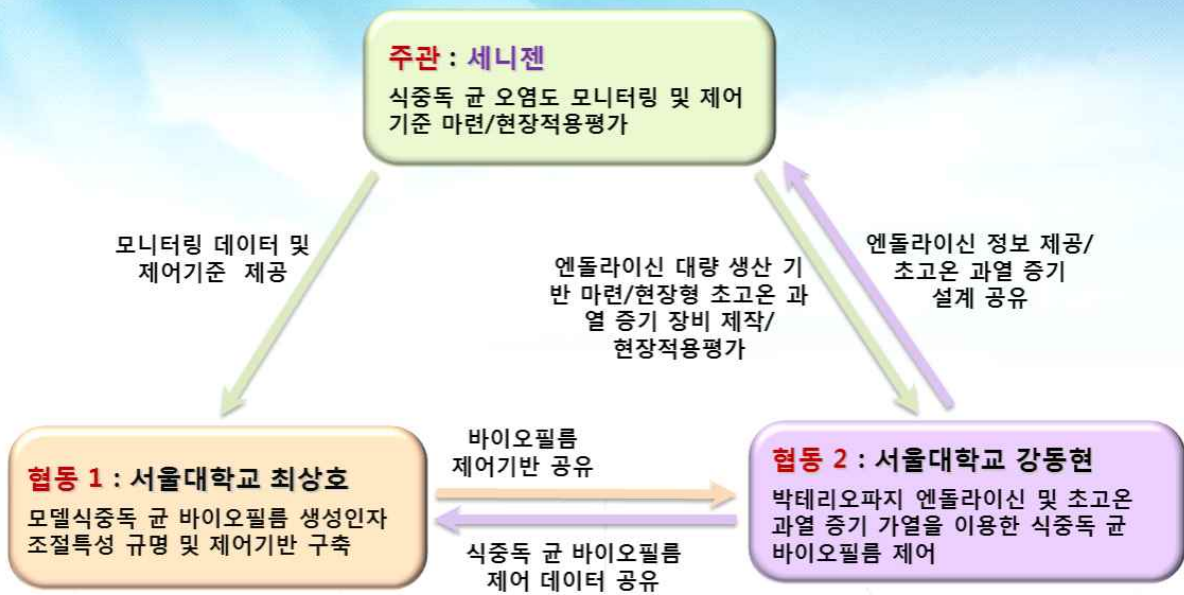 주관 : 세니젠
식중독 균 오염도 모니터링 및 제어
기준 마련/현장적용평가
모니터링 데이터 및
제어기준 제공
엔돌라이신 대량 생산 기
반 마련/현장형 초고온 과
열 증기 장비 제작/
현장적용평가
엔돌라이신 정보 제공/
초고온 과열 증기
설계 공유
협동 1 : 서울대학교 최상호
모델식중독 균 바이오필름 생성인자
조절특성 규명 및 제어기반 구축
바이오필름
제어기반 공유
식중독 균 바이오필름
제어 데이터 공유
협동 2 : 서울대학교 강동현
박테리오파지 엔돌라이신 및 초고온
과열 증기 가열을 이용한 식중독 균
바이오필름 제어